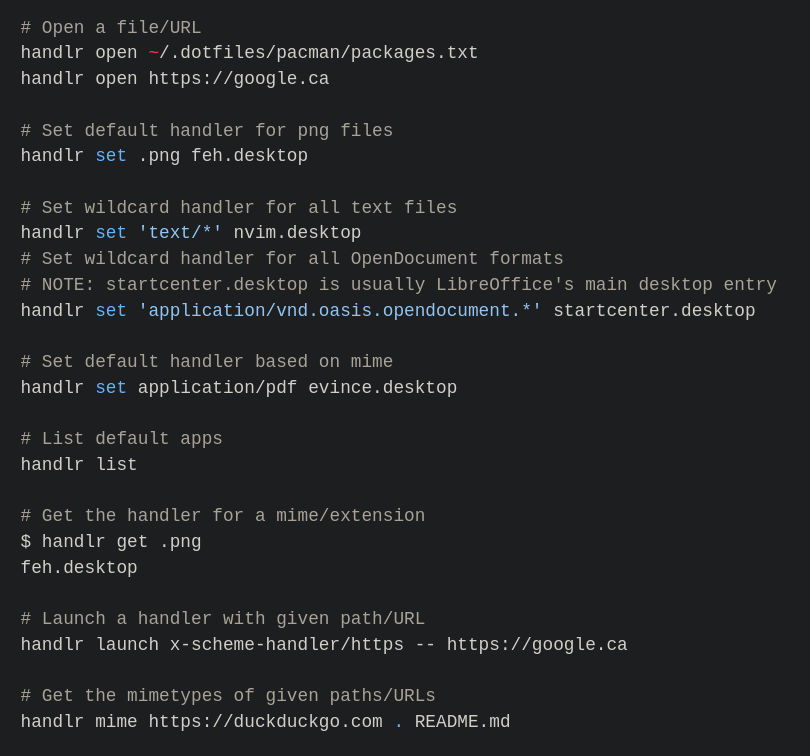 # Open a file/URL
handlr open ~/.dotfiles/pacman/packages.txt
handlr open https://google.ca

# Set default handler for png files
handlr set .png feh.desktop

# Set wildcard handler for all text files
handlr set 'text/*' nvim.desktop
# Set wildcard handler for all OpenDocument formats
# NOTE: startcenter.desktop is usually LibreOffice's main desktop entry
handlr set 'application/vnd.oasis.opendocument.*' startcenter.desktop

# Set default handler based on mime
handlr set application/pdf evince.desktop

# List default apps
handlr list

# Get the handler for a mime/extension
$ handlr get .png
feh.desktop

# Launch a handler with given path/URL
handlr launch x-scheme-handler/https -- https://google.ca

# Get the mimetypes of given paths/URLs
handlr mime https://duckduckgo.com . README.md